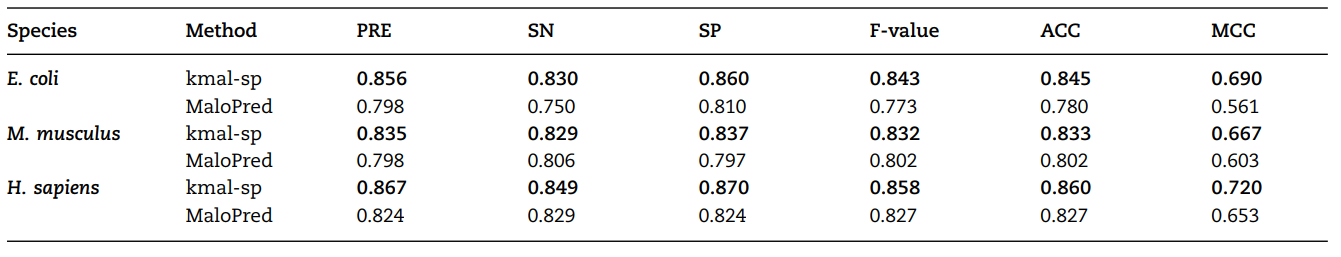 Species Method PRE SN SP F-value ACC MCC
E. coli kmal-sp 0.856 0.830 0.860 0.843 0.845 0.690
MaloPred 0.798 0.750 0.810 0.773 0.780 0.561
M. musculus kmal-sp 0.835 0.829 0.837 0.832 0.833 0.667
MaloPred 0.798 0.806 0.797 0.802 0.802 0.603
H. sapiens kmal-sp 0.867 0.849 0.870 0.858 0.860 0.720
MaloPred 0.824 0.829 0.824 0.827 0.827 0.653